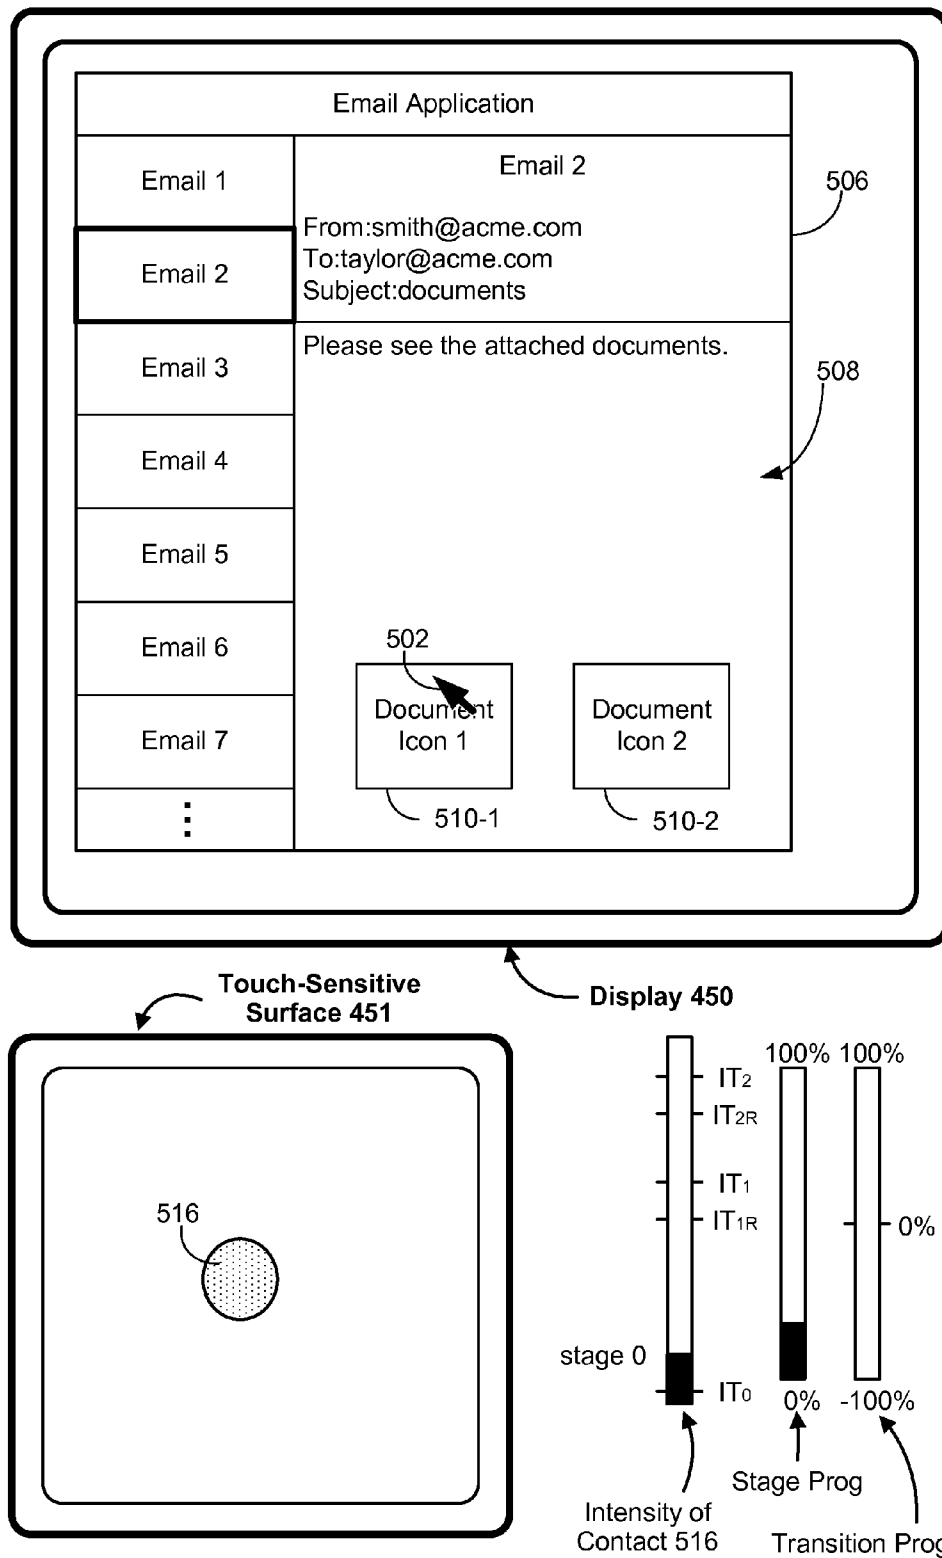 Email Application
Email 1
Email 2
Email 3
Email 4
Email 5
Email 6
Email 7
⋮
Email 2
From:smith@acme.com
To:taylor@acme.com
Subject:documents
Please see the attached documents.
506
508
502
Document
Icon 1
510-1
Document
Icon 2
510-2
Touch-Sensitive
Surface 451
Display 450
516
IT2
IT2R
IT1
IT1R
stage 0
IT0
Intensity of
Contact 516
100%
0%
Stage Prog
100%
0%
-100%
Transition Prog